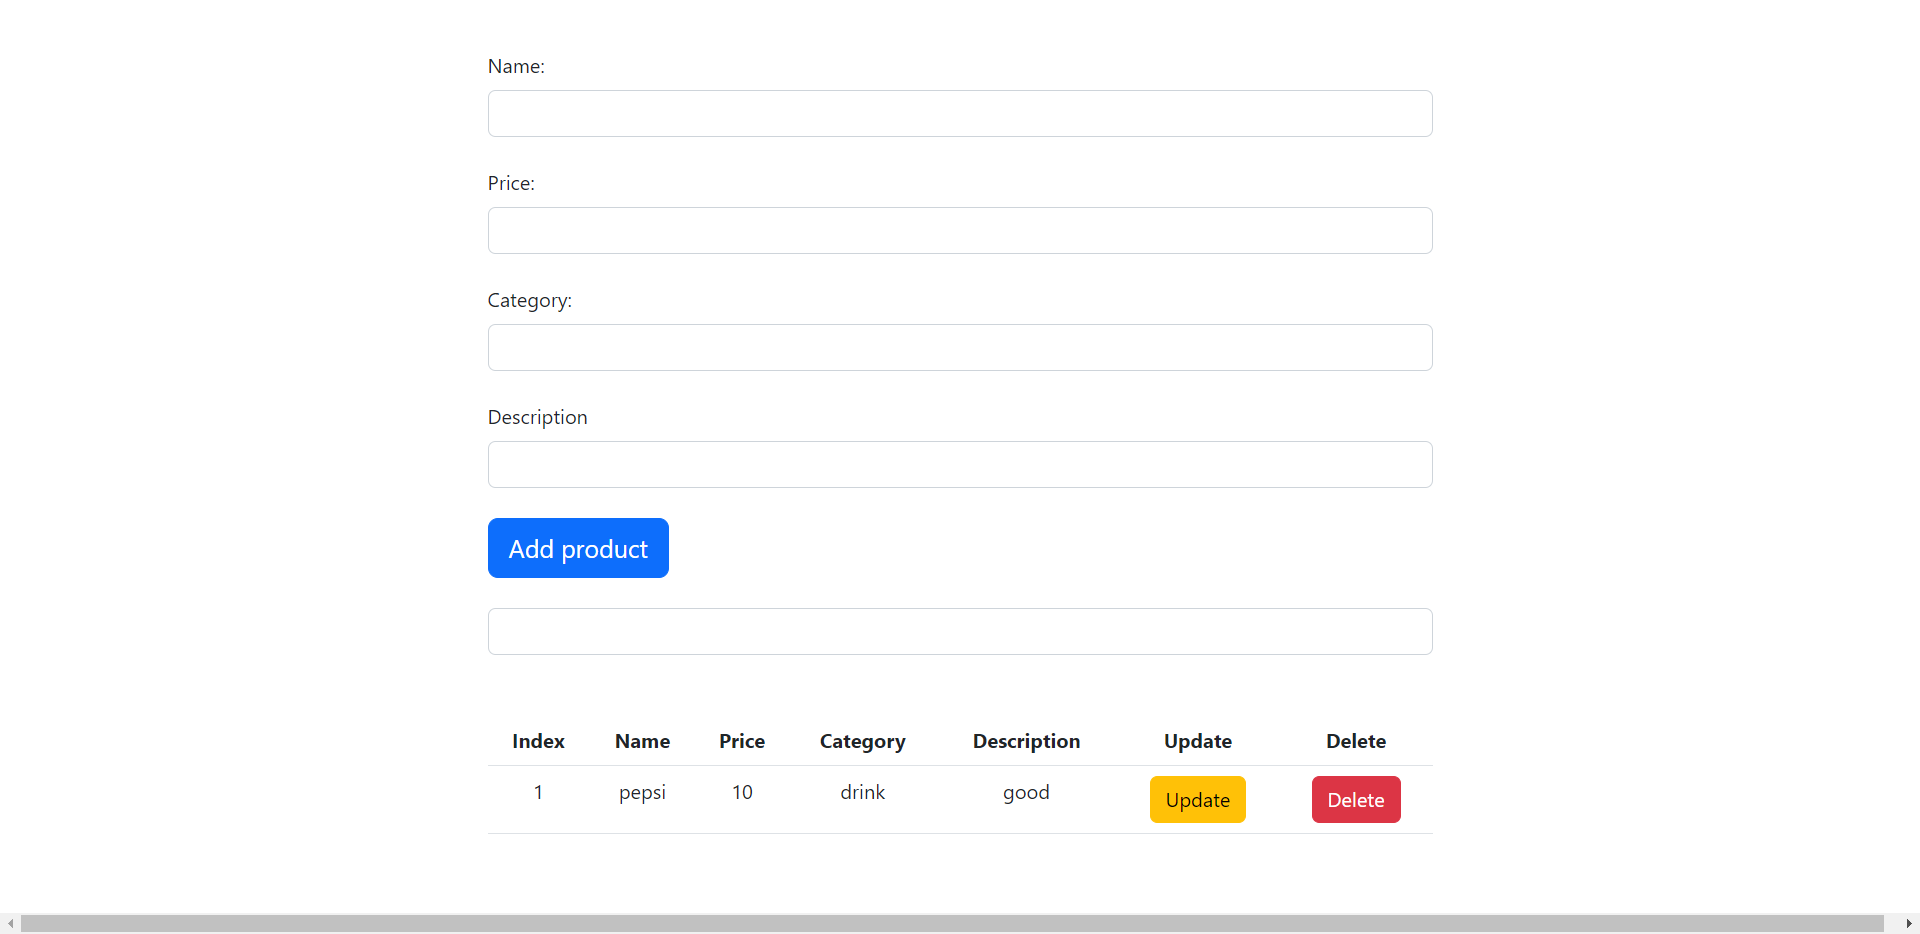 Name:
Price:
Category:
Description
Add product
Index Name Price Category Description Update Delete
1 pepsi 10 drink good Update Delete